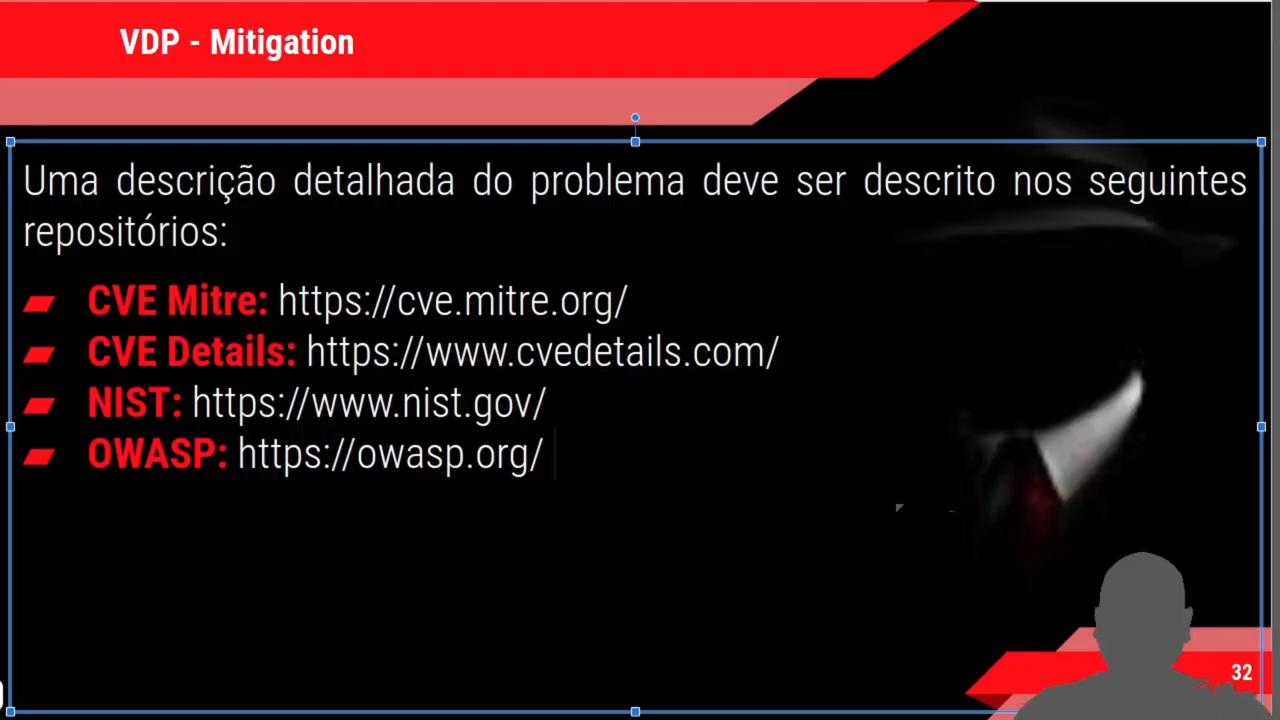 VDP - Mitigation
Uma descrição detalhada do problema deve ser descrito nos seguintes
repositórios:
CVE Mitre: https://cve.mitre.org/
CVE Details: https://www.cvedetails.com/
NIST: https://www.nist.gov/
OWASP: https://owasp.org/
32